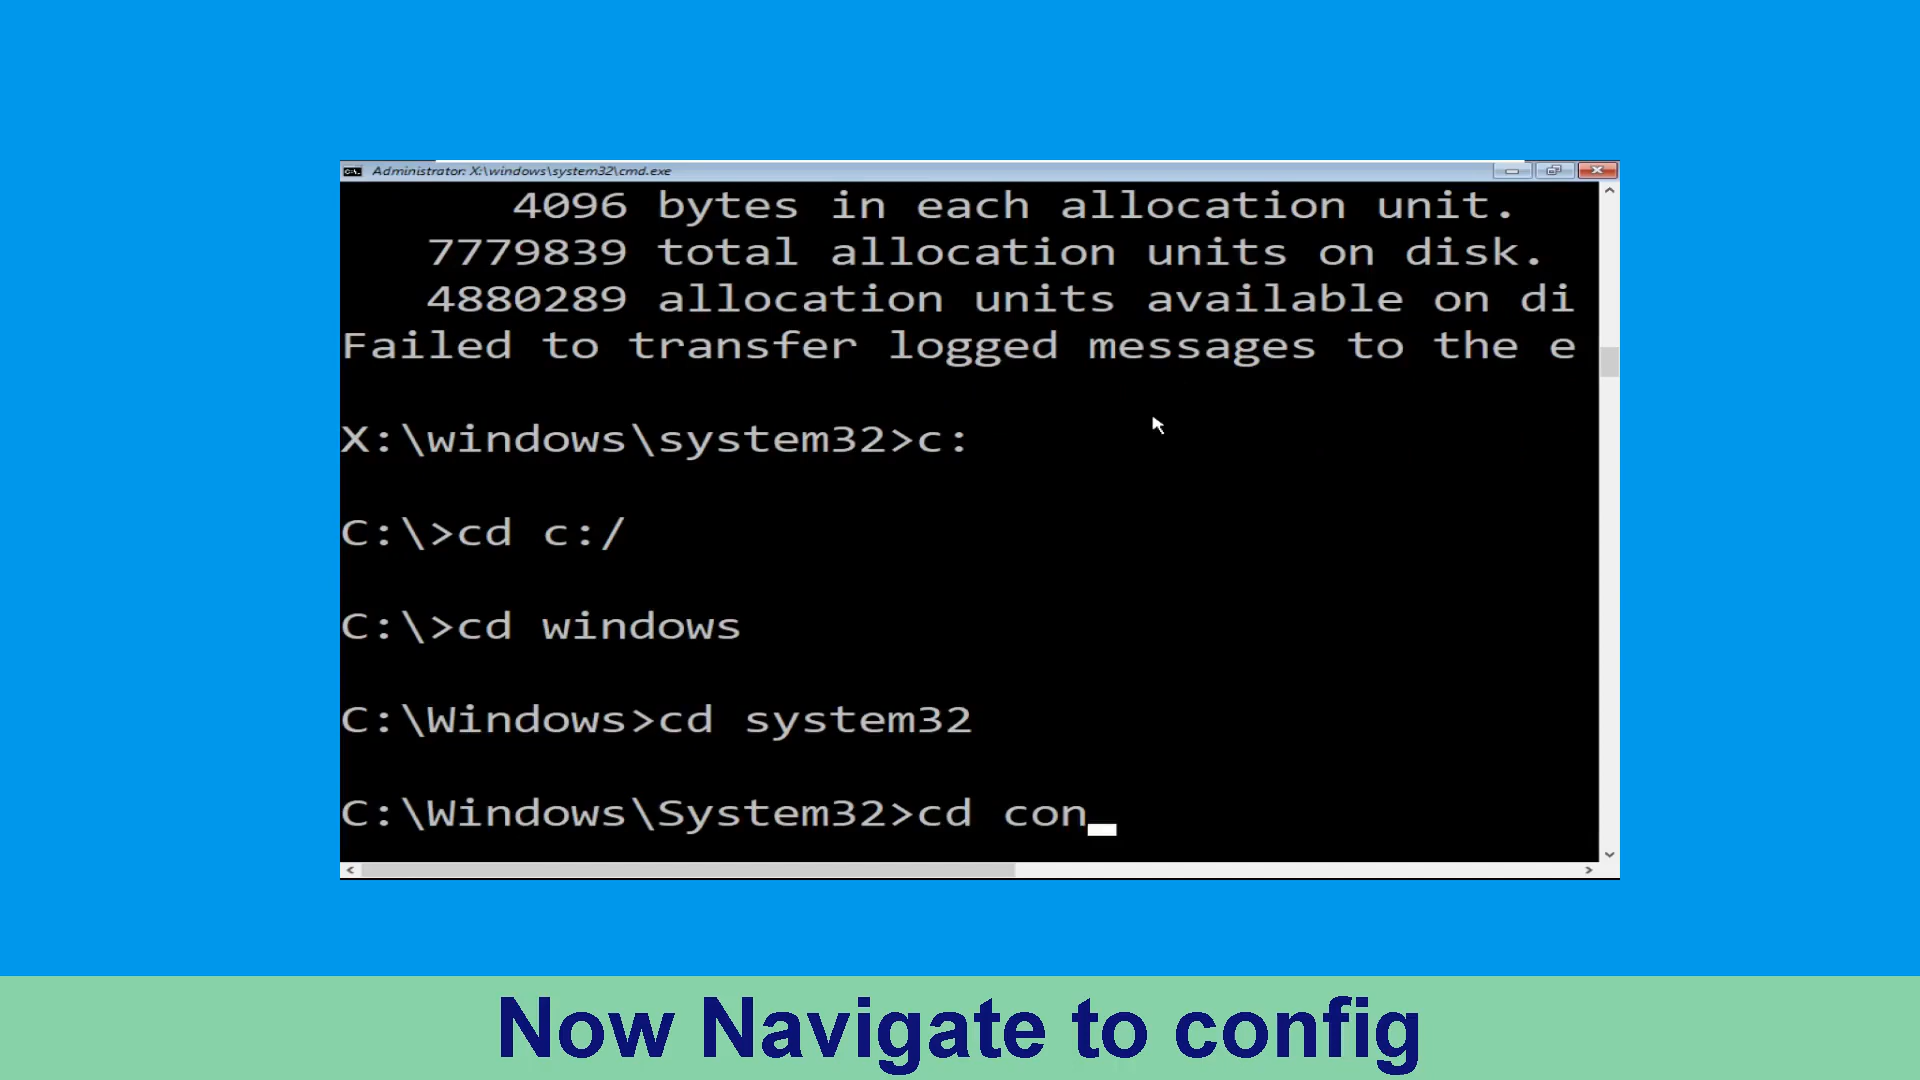 Administrator: X:\windows\system32\cmd.exe
4096 bytes in each allocation unit.
7779839 total allocation units on disk.
4880289 allocation units available on di
Failed to transfer logged messages to the e
X:\windows\system32>c:
C:\>cd c:/
C:\>cd windows
C:\Windows>cd system32
C:\Windows\System32>cd con_
Now Navigate to config